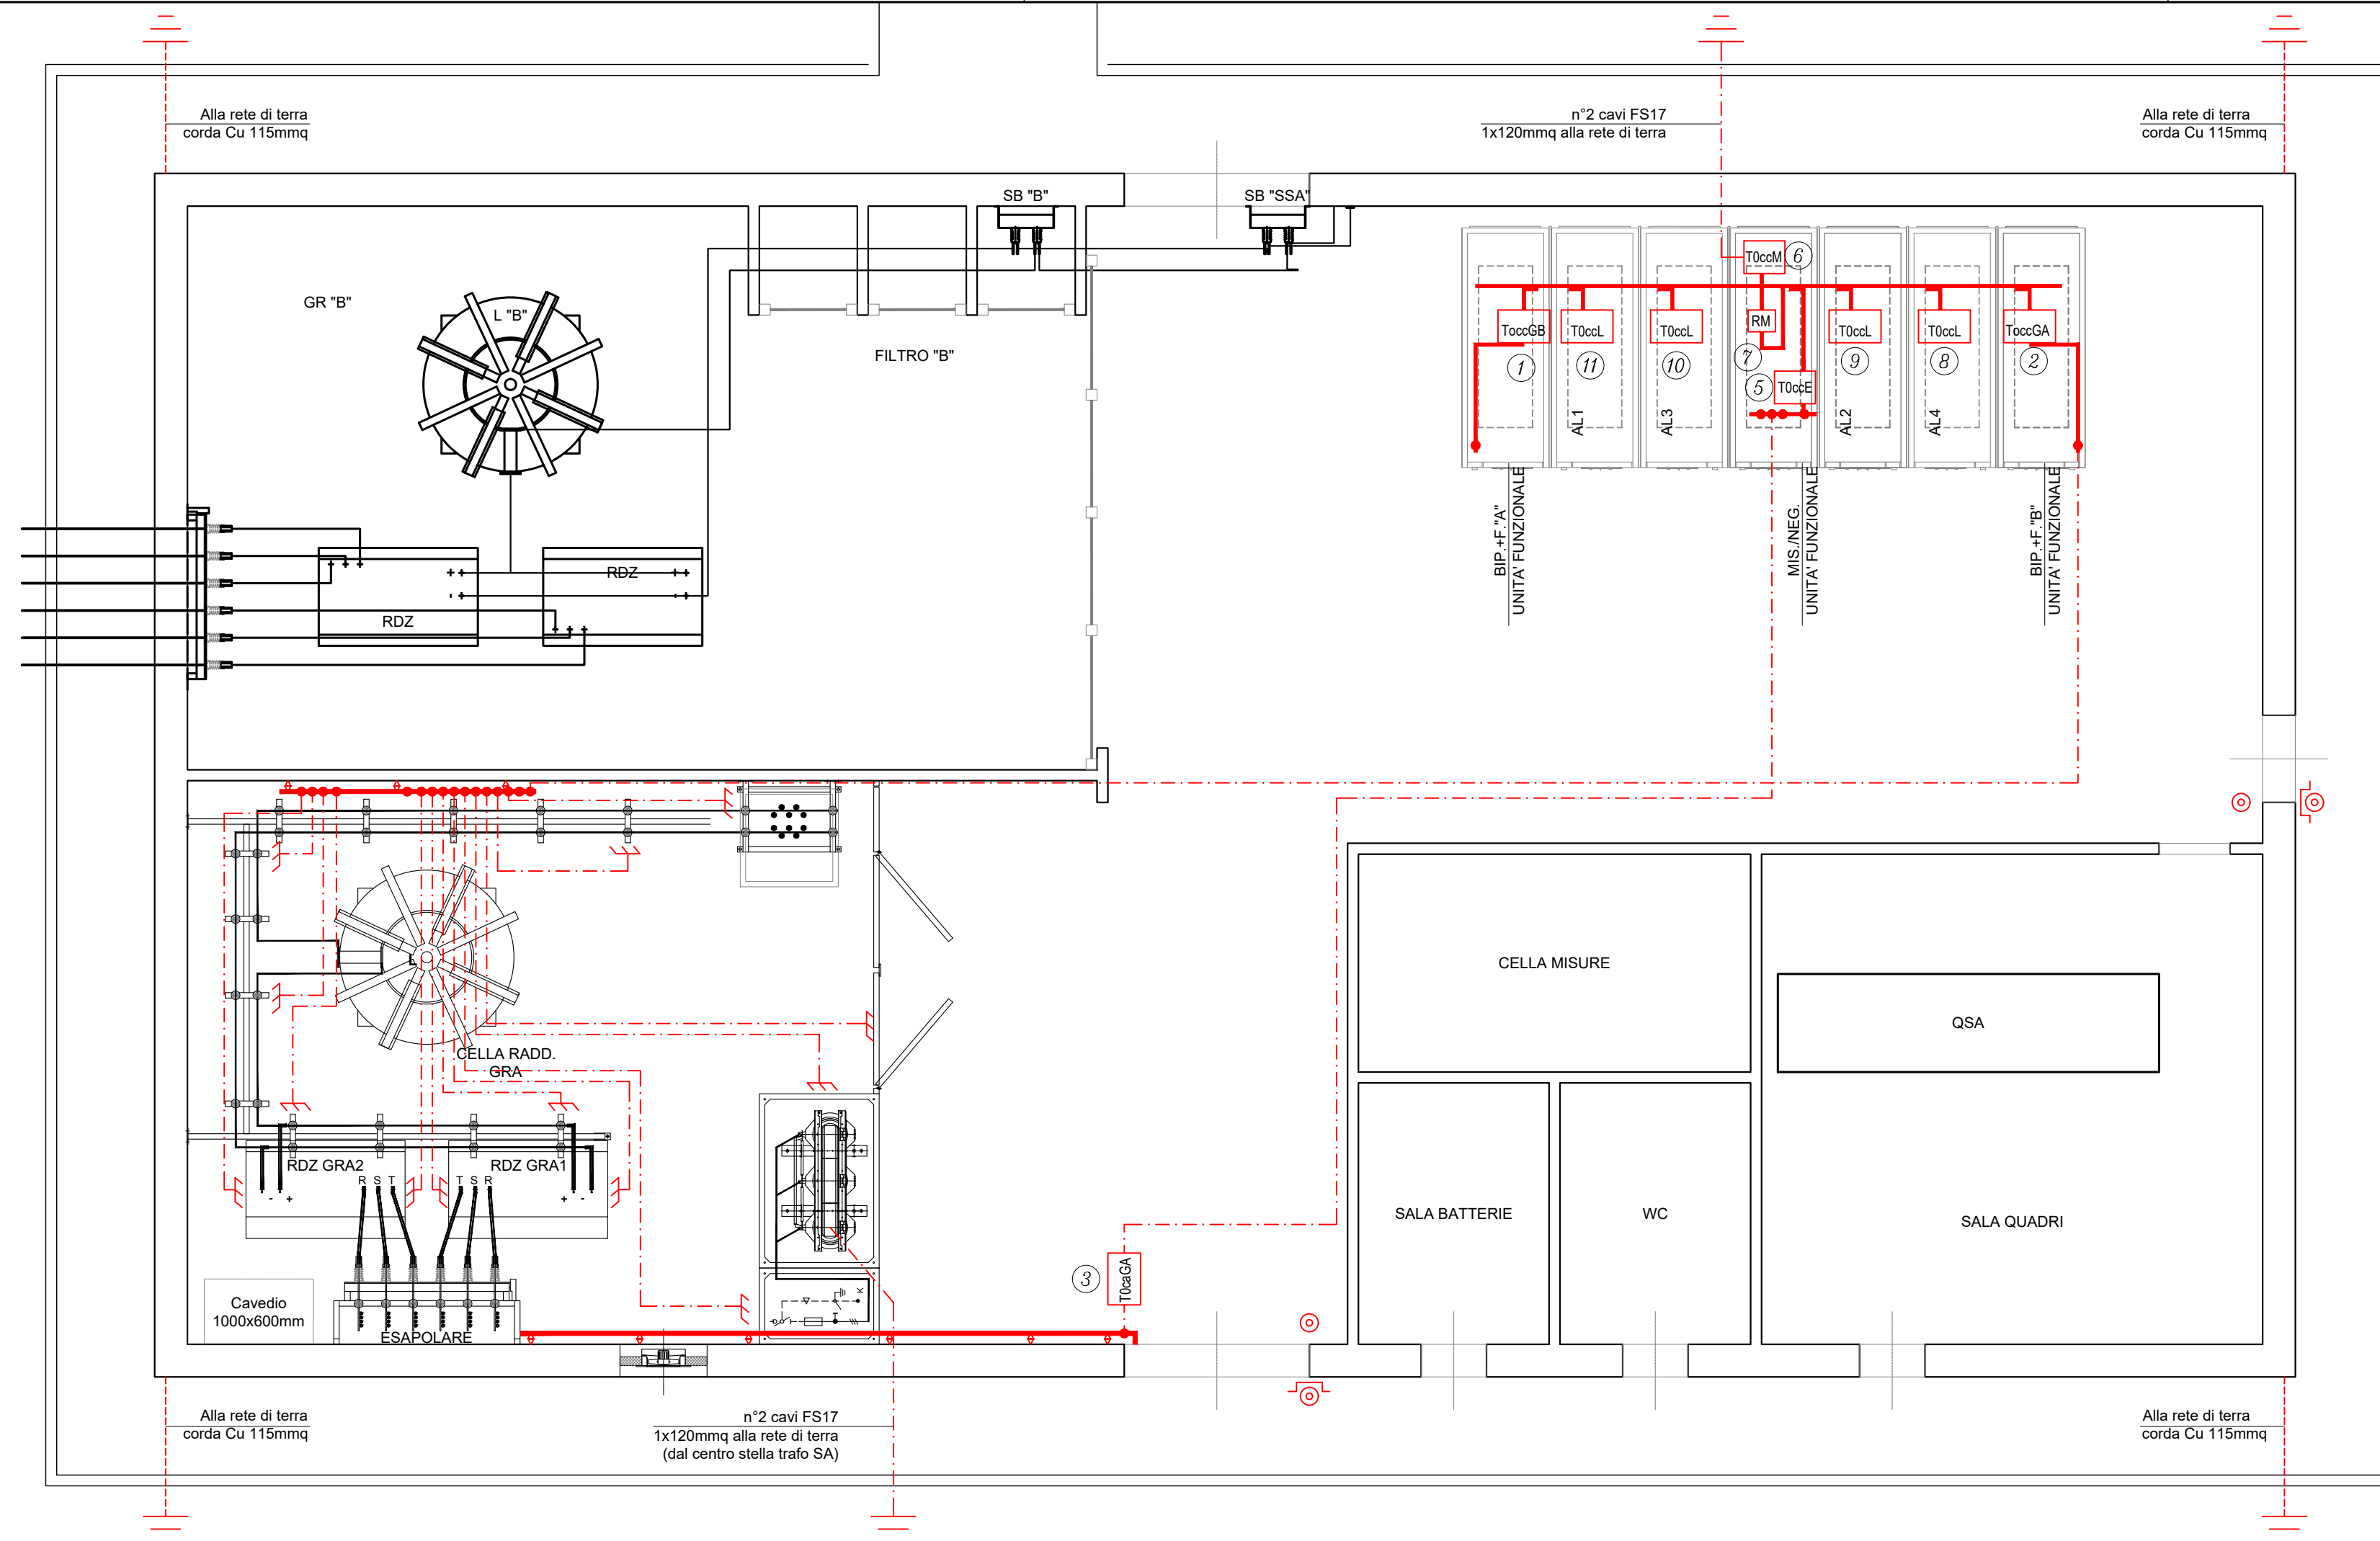 Alla rete di terra
corda Cu 115mmq
n°2 cavi FS17
1x120mmq alla rete di terra
Alla rete di terra
corda Cu 115mmq
SB "B"
SB "SSA"
GR "B"
L "B"
FILTRO "B"
T0ccM
6
RM
ToccGB
T0ccL
T0ccL
T0ccL
T0ccL
ToccGA
1
11
10
7
9
8
2
5
T0ccE
AL1
AL3
AL2
AL4
BIP.+F."A"
UNITA' FUNZIONALE
MIS./NEG.
UNITA' FUNZIONALE
BIP.+F."B"
UNITA' FUNZIONALE
RDZ
RDZ
+ +
- +
+ +
- +
CELLA RADD.
GRA
CELLA MISURE
QSA
RDZ GRA2
RDZ GRA1
R S T
T S R
- +
+ -
SALA BATTERIE
WC
SALA QUADRI
3
T0caGA
K
Cavedio
1000x600mm
ESAPOLARE
Alla rete di terra
corda Cu 115mmq
n°2 cavi FS17
1x120mmq alla rete di terra
(dal centro stella trafo SA)
Alla rete di terra
corda Cu 115mmq